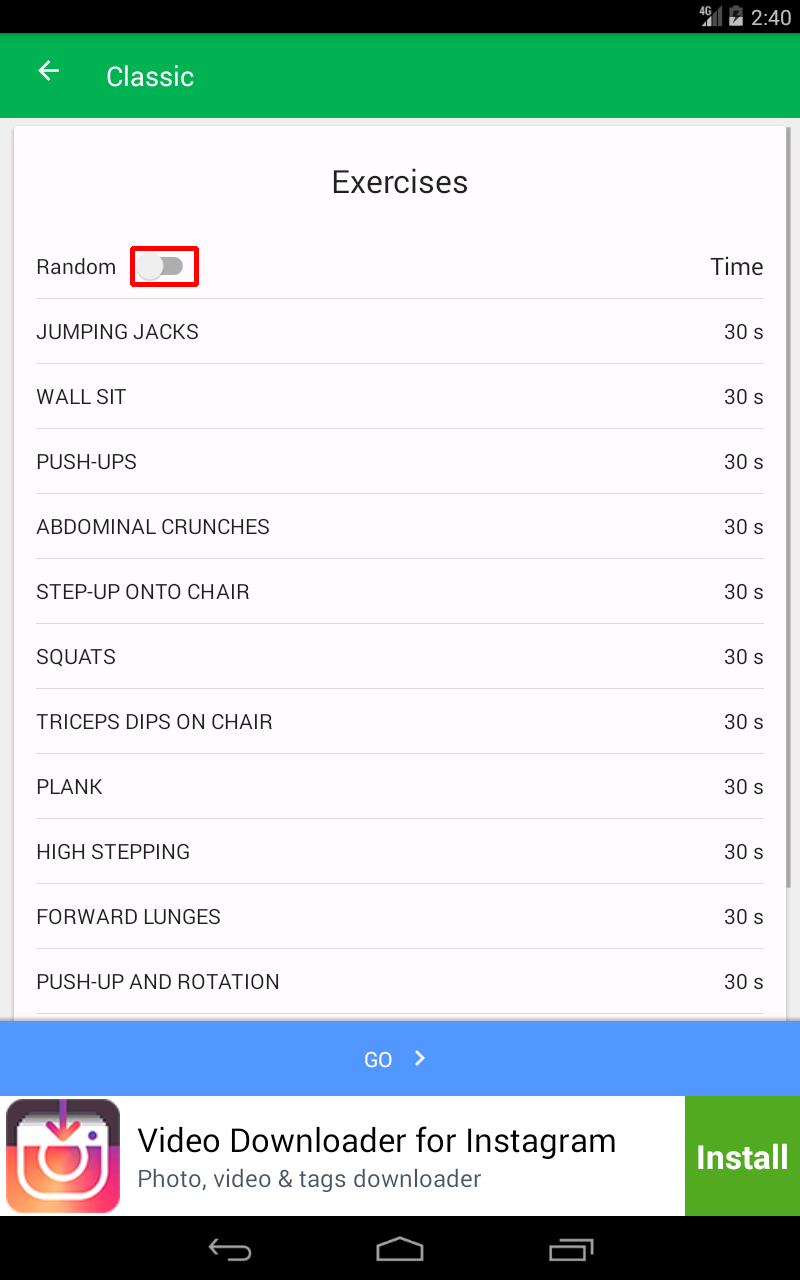 4G 2:40
Classic
Exercises
Random Time
JUMPING JACKS 30 s
WALL SIT 30 s
PUSH-UPS 30 s
ABDOMINAL CRUNCHES 30 s
STEP-UP ONTO CHAIR 30 s
SQUATS 30 s
TRICEPS DIPS ON CHAIR 30 s
PLANK 30 s
HIGH STEPPING 30 s
FORWARD LUNGES 30 s
PUSH-UP AND ROTATION 30 s
GO
Video Downloader for Instagram
Photo, video & tags downloader
Install